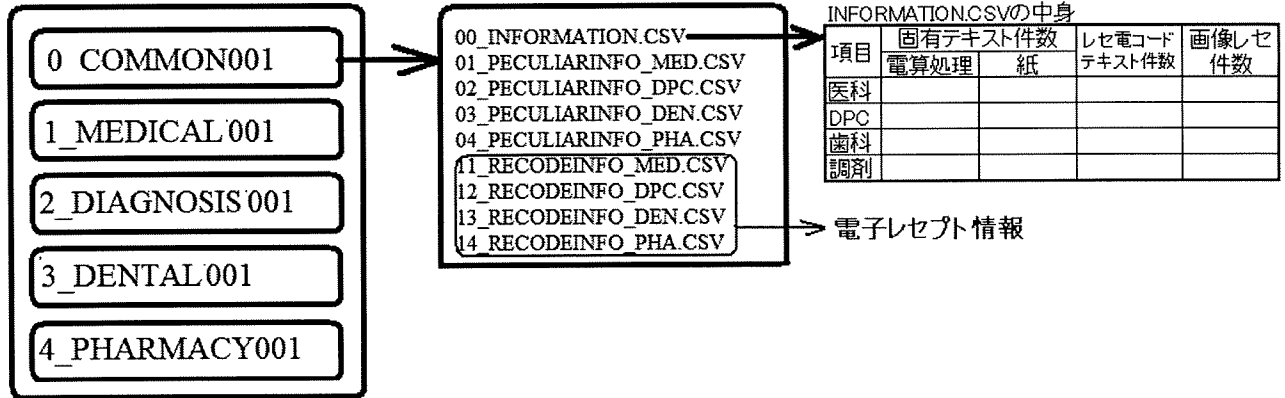 0_COMMON001
1_MEDICAL001
2_DIAGNOSIS001
3_DENTAL001
4_PHARMACY001
00_INFORMATION.CSV
01_PECULIARINFO_MED.CSV
02_PECULIARINFO_DPC.CSV
03_PECULIARINFO_DEN.CSV
04_PECULIARINFO_PHA.CSV
11_RECODEINFO_MED.CSV
12_RECODEINFO_DPC.CSV
13_RECODEINFO_DEN.CSV
14_RECODEINFO_PHA.CSV
電子レセプト情報
INFORMATION.CSVの中身
項目 固有テキスト件数 レセ電コードテキスト件数 画像レセ件数
電算処理 紙
医科
DPC
歯科
調剤